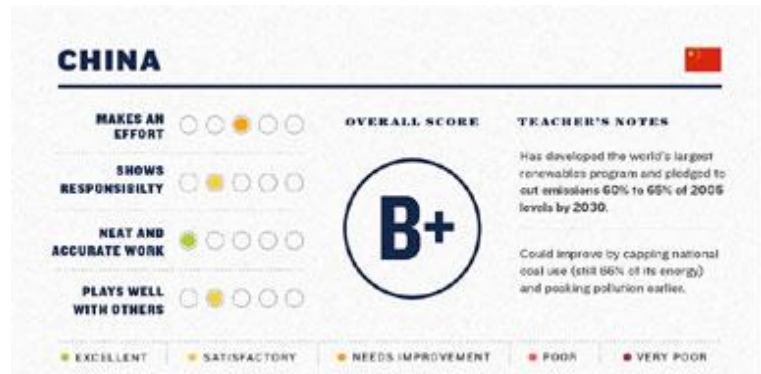 CHINA
MAKES AN
EFFORT
SHOWS
RESPONSIBILTY
NEAT AND
ACCURATE WORK
PLAYS WELL
WITH OTHERS
OVERALL SCORE
B+
TEACHER'S NOTES
Has developed the world's largest
renewables program and pledged to
cut emissions 60% to 65% of 2005
levels by 2030.
Could improve by capping national
coal use (still 66% of its energy)
and peaking pollution earlier.
EXCELLENT
SATISFACTORY
NEEDS IMPROVEMENT
POOR
VERY POOR